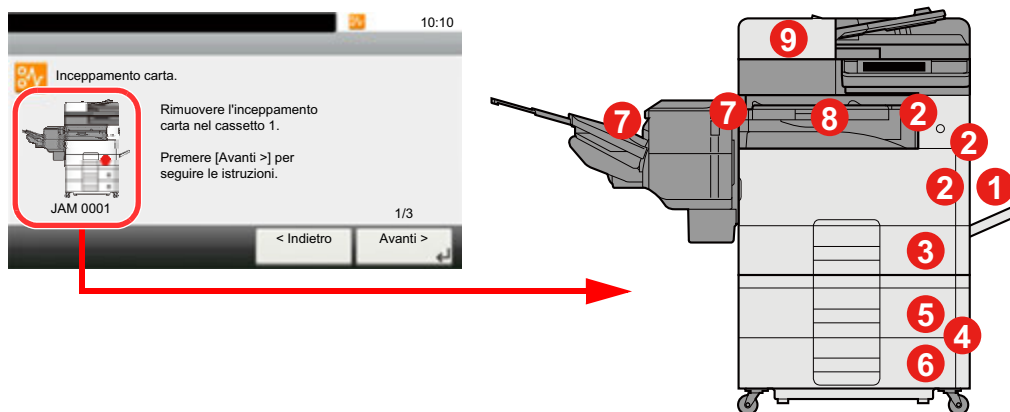 10:10
Inceppamento carta.
Rimuovere l'inceppamento
carta nel cassetto 1.
Premere [Avanti >] per
seguire le istruzioni.
JAM 0001
1/3
< Indietro
Avanti >
9
7
7
8
2
2
2
1
3
5
4
6